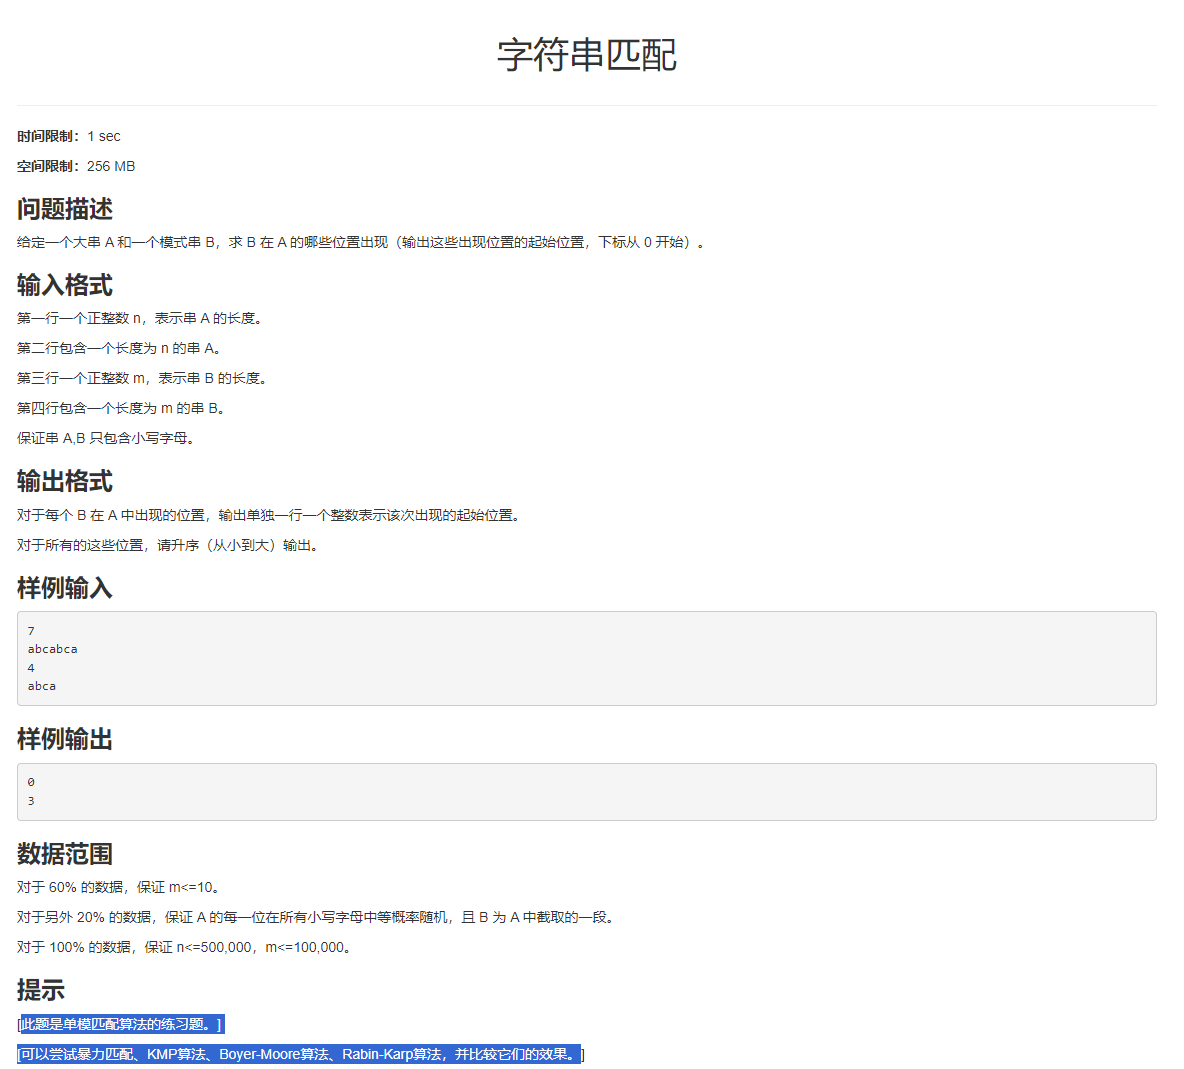 字符串匹配
时间限制：1 sec
空间限制：256 MB
问题描述
给定一个大串 A 和一个模式串 B，求 B 在 A 的哪些位置出现（输出这些出现位置的起始位置，下标从 0 开始）。
输入格式
第一行一个正整数 n，表示串 A 的长度。
第二行包含一个长度为 n 的串 A。
第三行一个正整数 m，表示串 B 的长度。
第四行包含一个长度为 m 的串 B。
保证串 A,B 只包含小写字母。
输出格式
对于每个 B 在 A 中出现的位置，输出单独一行一个整数表示该次出现的起始位置。
对于所有的这些位置，请升序（从小到大）输出。
样例输入
7
abcabca
4
abca
样例输出
0
3
数据范围
对于 60% 的数据，保证 m<=10。
对于另外 20% 的数据，保证 A 的每一位在所有小写字母中等概率随机，且 B 为 A 中截取的一段。
对于 100% 的数据，保证 n<=500,000，m<=100,000。
提示
[此题是单模匹配算法的练习题。]
[可以尝试暴力匹配、KMP算法、Boyer-Moore算法、Rabin-Karp算法，并比较它们的效果。]